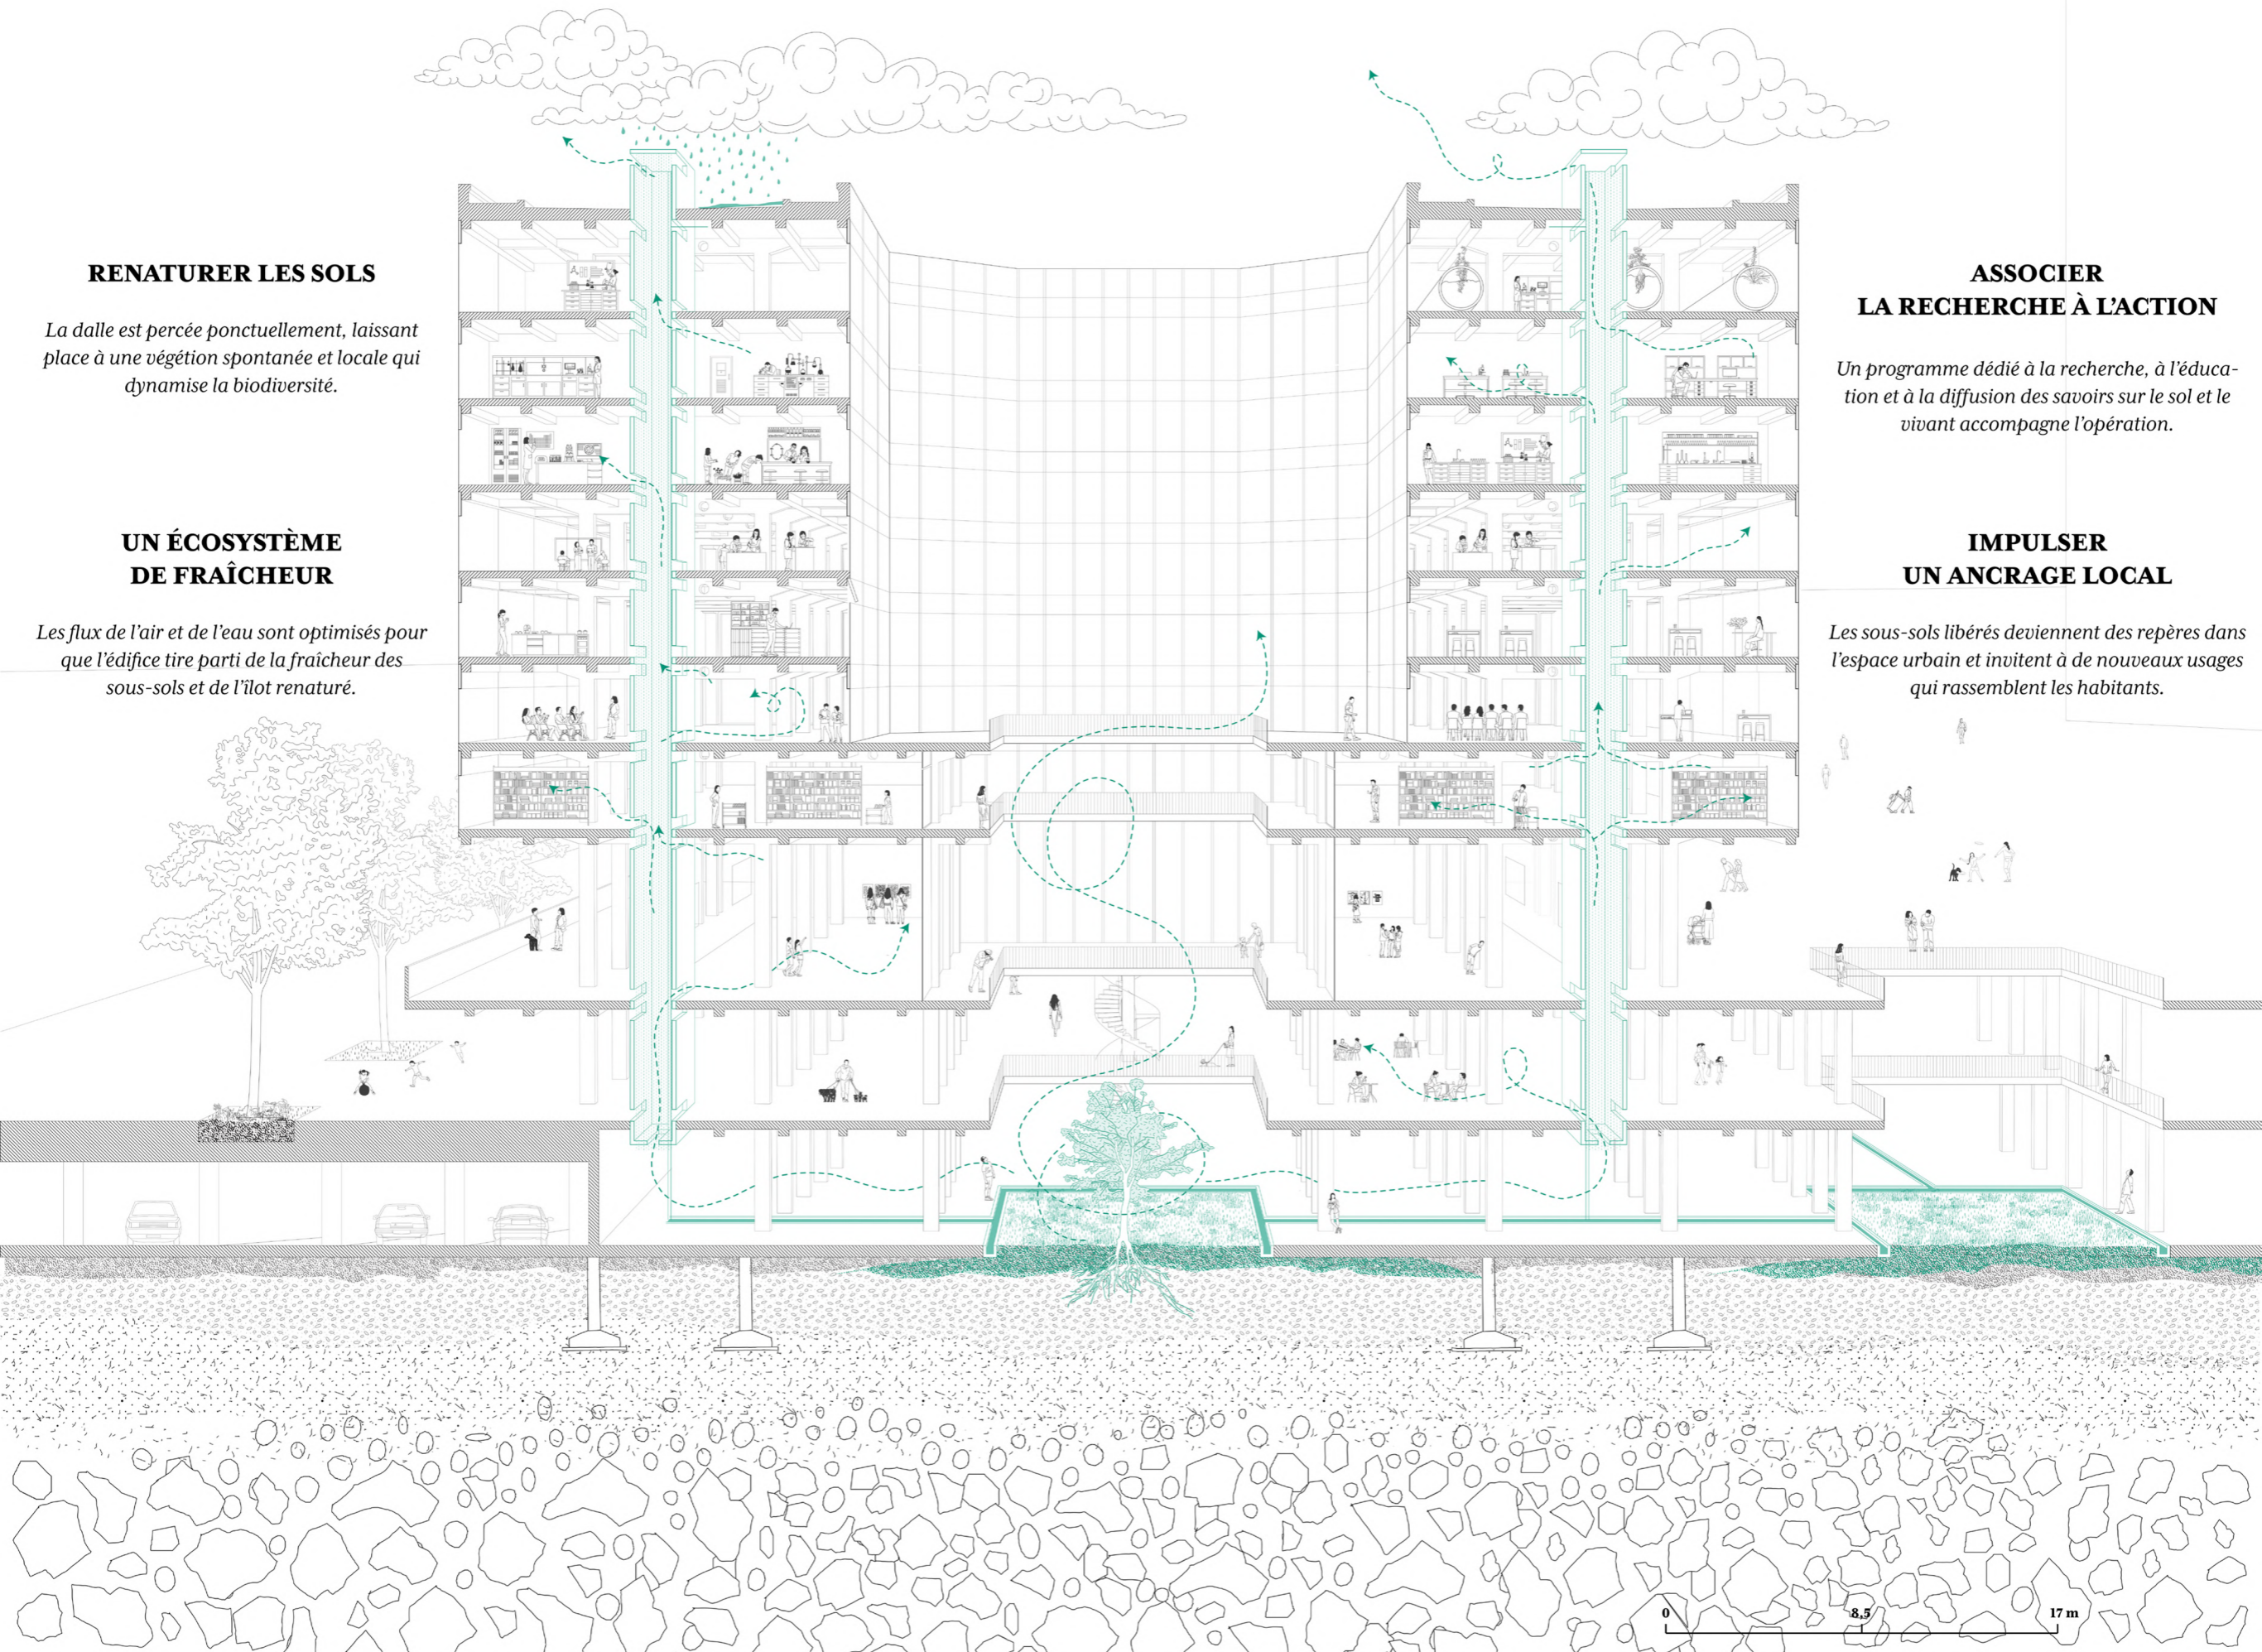 RENATURER LES SOLS
La dalle est percée ponctuellement, laissant
place à une végétion spontanée et locale qui
dynamise la biodiversité.
UN ÉCOSYSTÈME
DE FRAÎCHEUR
Les flux de l’air et de l’eau sont optimisés pour
que l’édifice tire parti de la fraîcheur des
sous-sols et de l’îlot renaturé.
ASSOCIER
LA RECHERCHE À L’ACTION
Un programme dédié à la recherche, à l’éduca-
tion et à la diffusion des savoirs sur le sol et le
vivant accompagne l’opération.
IMPULSER
UN ANCRAGE LOCAL
Les sous-sols libérés deviennent des repères dans
l’espace urbain et invitent à de nouveaux usages
qui rassemblent les habitants.
0 8,5 17 m